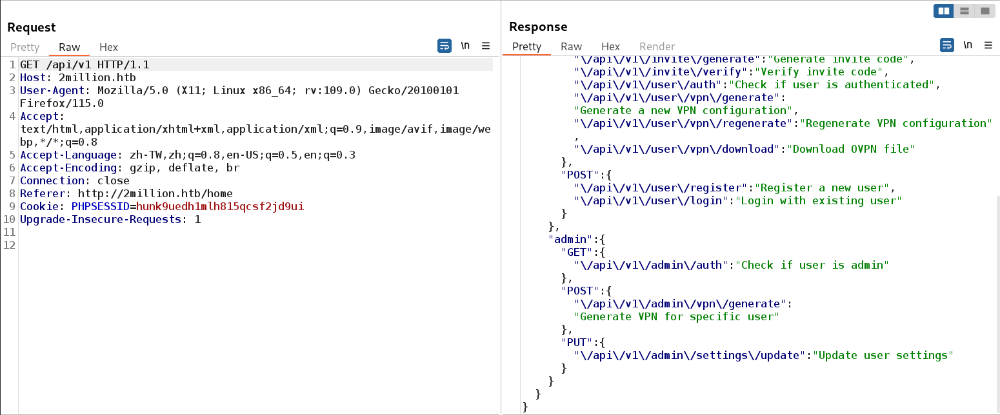 Request
Pretty Raw Hex
\n
1 GET /api/v1 HTTP/1.1
2 Host: 2million.htb
3 User-Agent: Mozilla/5.0 (X11; Linux x86_64; rv:109.0) Gecko/20100101
Firefox/115.0
4 Accept:
text/html,application/xhtml+xml,application/xml;q=0.9,image/avif,image/we
bp,*/*;q=0.8
5 Accept-Language: zh-TW,zh;q=0.8,en-US;q=0.5,en;q=0.3
6 Accept-Encoding: gzip, deflate, br
7 Connection: close
8 Referer: http://2million.htb/home
9 Cookie: PHPSESSID=hunk9uedh1mlh815qcsf2jd9ui
10 Upgrade-Insecure-Requests: 1
11
12
Response
Pretty Raw Hex Render
\n
"\/api\/v1\/invite\/generate":"Generate invite code",
"\/api\/v1\/invite\/verify":"Verify invite code",
"\/api\/v1\/user\/auth":"Check if user is authenticated",
"\/api\/v1\/user\/vpn\/generate":
"Generate a new VPN configuration",
"\/api\/v1\/user\/vpn\/regenerate":"Regenerate VPN configuration"
,
"\/api\/v1\/user\/vpn\/download":"Download OVPN file"
},
"POST":{
"\/api\/v1\/user\/register":"Register a new user",
"\/api\/v1\/user\/login":"Login with existing user"
}
},
"admin":{
"GET":{
"\/api\/v1\/admin\/auth":"Check if user is admin"
},
"POST":{
"\/api\/v1\/admin\/vpn\/generate":
"Generate VPN for specific user"
},
"PUT":{
"\/api\/v1\/admin\/settings\/update":"Update user settings"
}
}
}
}